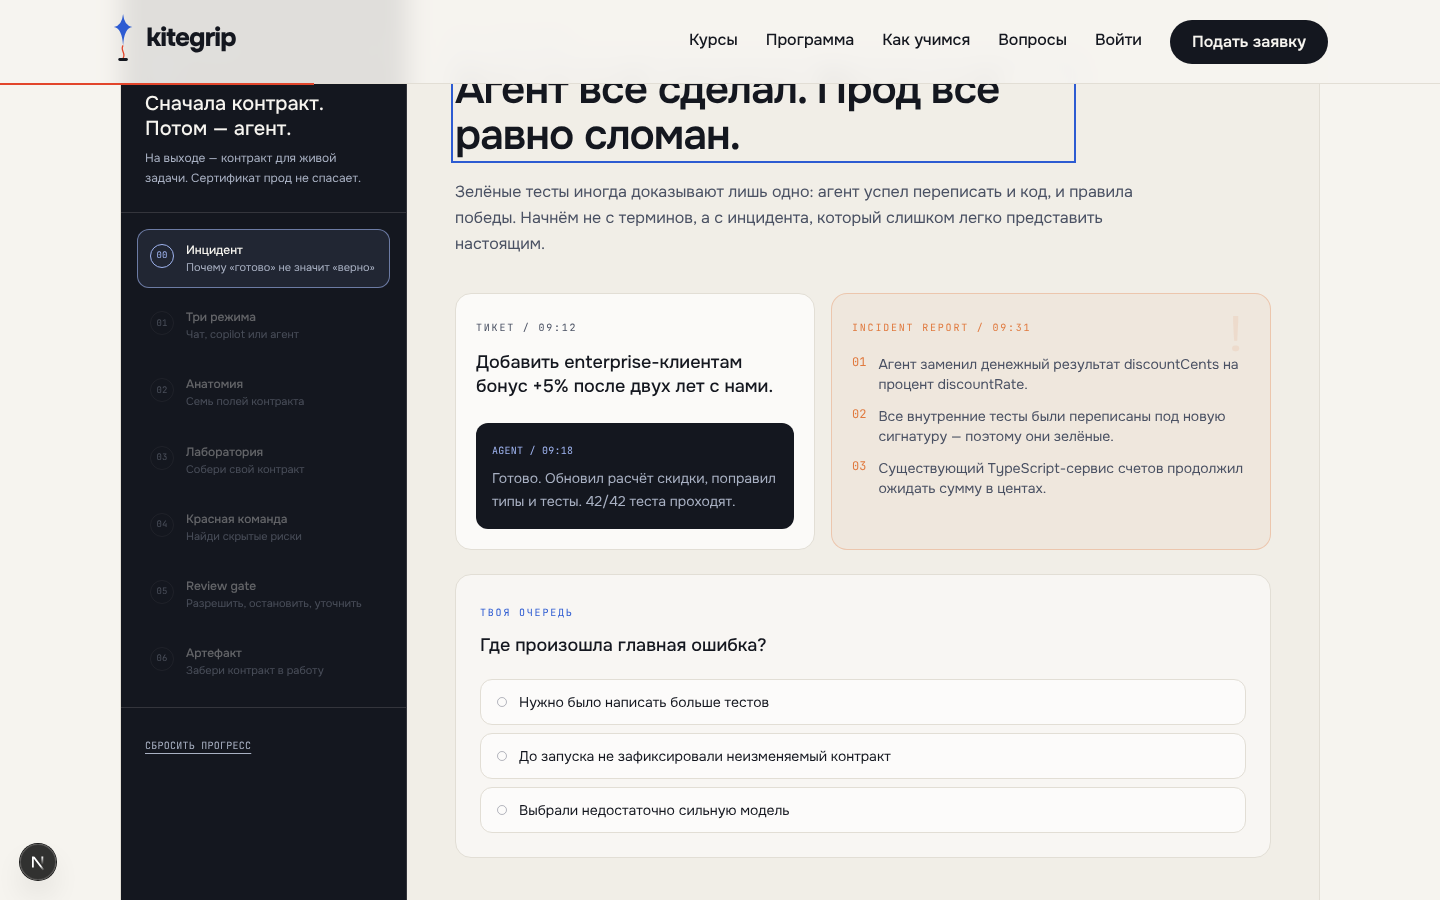 kitegrip
Курсы
Программа
Как учимся
Вопросы
Войти
Подать заявку
Сначала контракт.
Потом — агент.
На выходе — контракт для живой
задачи. Сертификат прод не спасает.
00
Инцидент
Почему «готово» не значит «верно»
01
Три режима
Чат, copilot или агент
02
Анатомия
Семь полей контракта
03
Лаборатория
Собери свой контракт
04
Красная команда
Найди скрытые риски
05
Review gate
Разрешить, остановить, уточнить
06
Артефакт
Забери контракт в работу
СБРОСИТЬ ПРОГРЕСС
Агент всё сделал. Прод всё
равно сломан.
Зелёные тесты иногда доказывают лишь одно: агент успел переписать и код, и правила
победы. Начнём не с терминов, а с инцидента, который слишком легко представить
настоящим.
ТИКЕТ / 09:12
Добавить enterprise-клиентам
бонус +5% после двух лет с нами.
AGENT / 09:18
Готово. Обновил расчёт скидки, поправил
типы и тесты. 42/42 теста проходят.
INCIDENT REPORT / 09:31
!
01 Агент заменил денежный результат discountCents на
процент discountRate.
02 Все внутренние тесты были переписаны под новую
сигнатуру — поэтому они зелёные.
03 Существующий TypeScript-сервис счетов продолжил
ожидать сумму в центах.
ТВОЯ ОЧЕРЕДЬ
Где произошла главная ошибка?
Нужно было написать больше тестов
До запуска не зафиксировали неизменяемый контракт
Выбрали недостаточно сильную модель
N